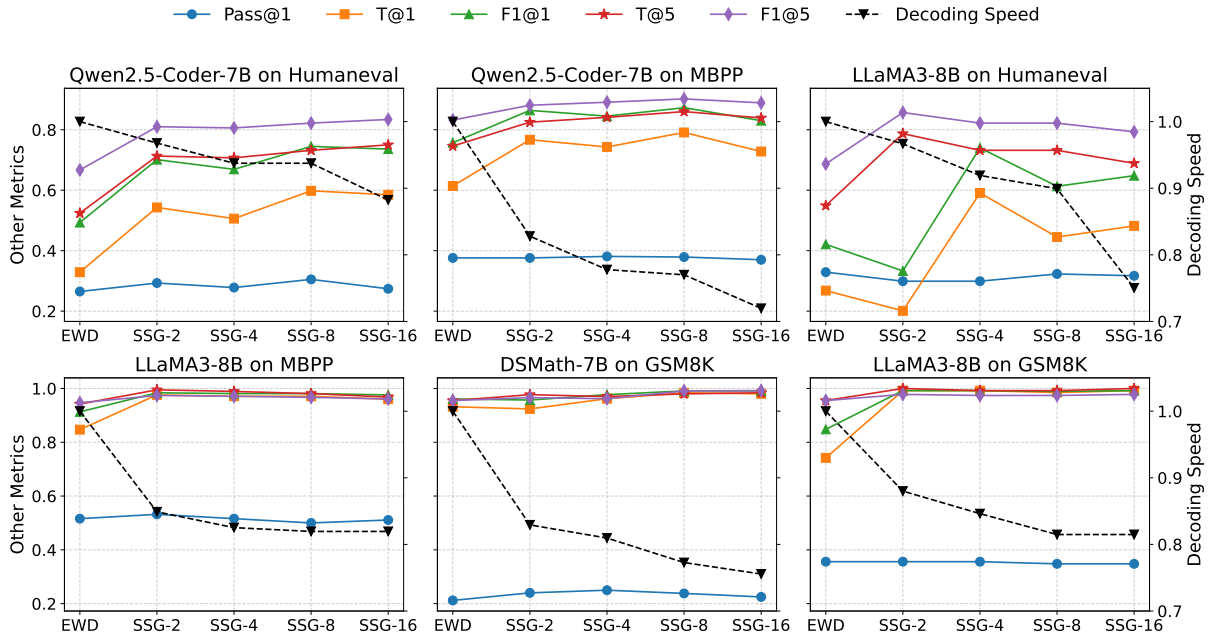 Pass@1 T@1 F1@1 T@5 F1@5 Decoding Speed
Qwen2.5-Coder-7B on Humaneval
Qwen2.5-Coder-7B on MBPP
LLaMA3-8B on Humaneval
Other Metrics
0.8
0.6
0.4
0.2
EWD SSG-2 SSG-4 SSG-8 SSG-16
EWD SSG-2 SSG-4 SSG-8 SSG-16
EWD SSG-2 SSG-4 SSG-8 SSG-16
1.0
0.9
0.8
0.7
Decoding Speed
LLaMA3-8B on MBPP
DSMath-7B on GSM8K
LLaMA3-8B on GSM8K
Other Metrics
1.0
0.8
0.6
0.4
0.2
EWD SSG-2 SSG-4 SSG-8 SSG-16
EWD SSG-2 SSG-4 SSG-8 SSG-16
EWD SSG-2 SSG-4 SSG-8 SSG-16
1.0
0.9
0.8
0.7
Decoding Speed